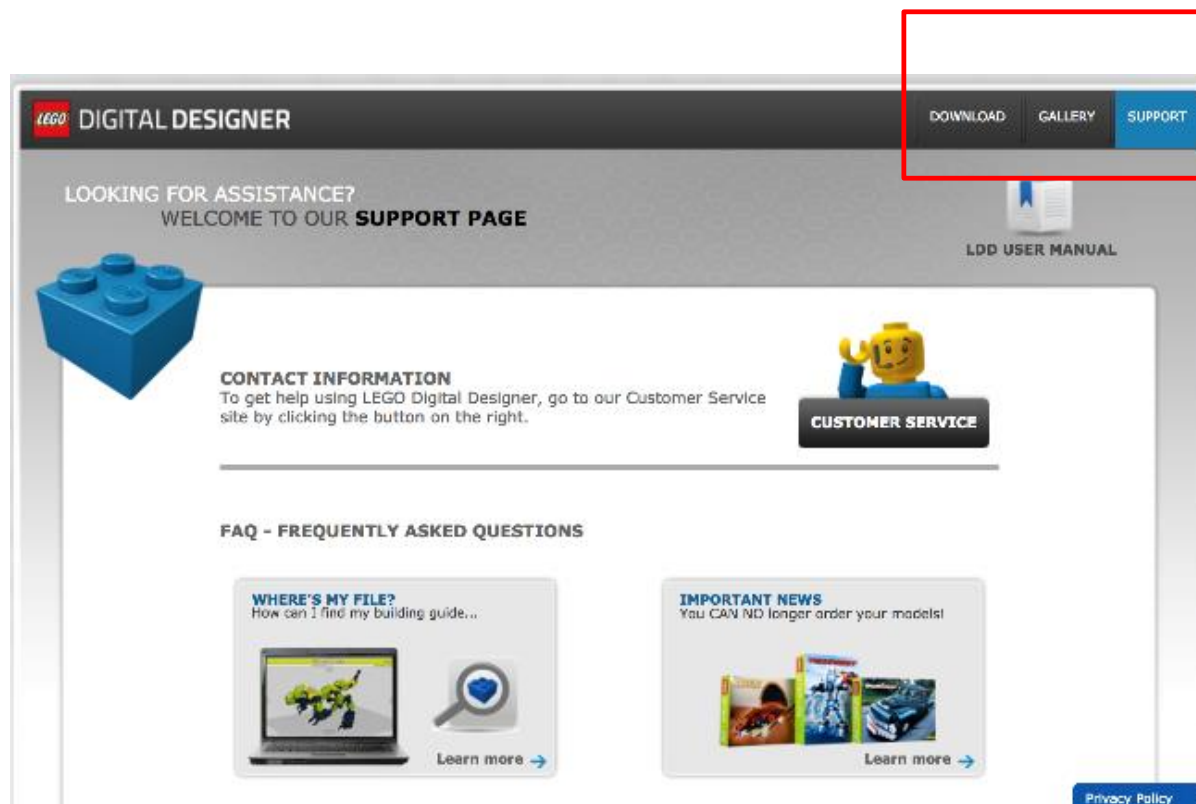 LEGO DIGITAL DESIGNER
DOWNLOAD GALLERY SUPPORT
LOOKING FOR ASSISTANCE?
WELCOME TO OUR SUPPORT PAGE
LDD USER MANUAL
CONTACT INFORMATION
To get help using LEGO Digital Designer, go to our Customer Service
site by clicking the button on the right.
CUSTOMER SERVICE
FAQ - FREQUENTLY ASKED QUESTIONS
WHERE'S MY FILE?
How can I find my building guide...
Learn more
IMPORTANT NEWS
You CAN NO longer order your models!
Learn more
Privacy Policy